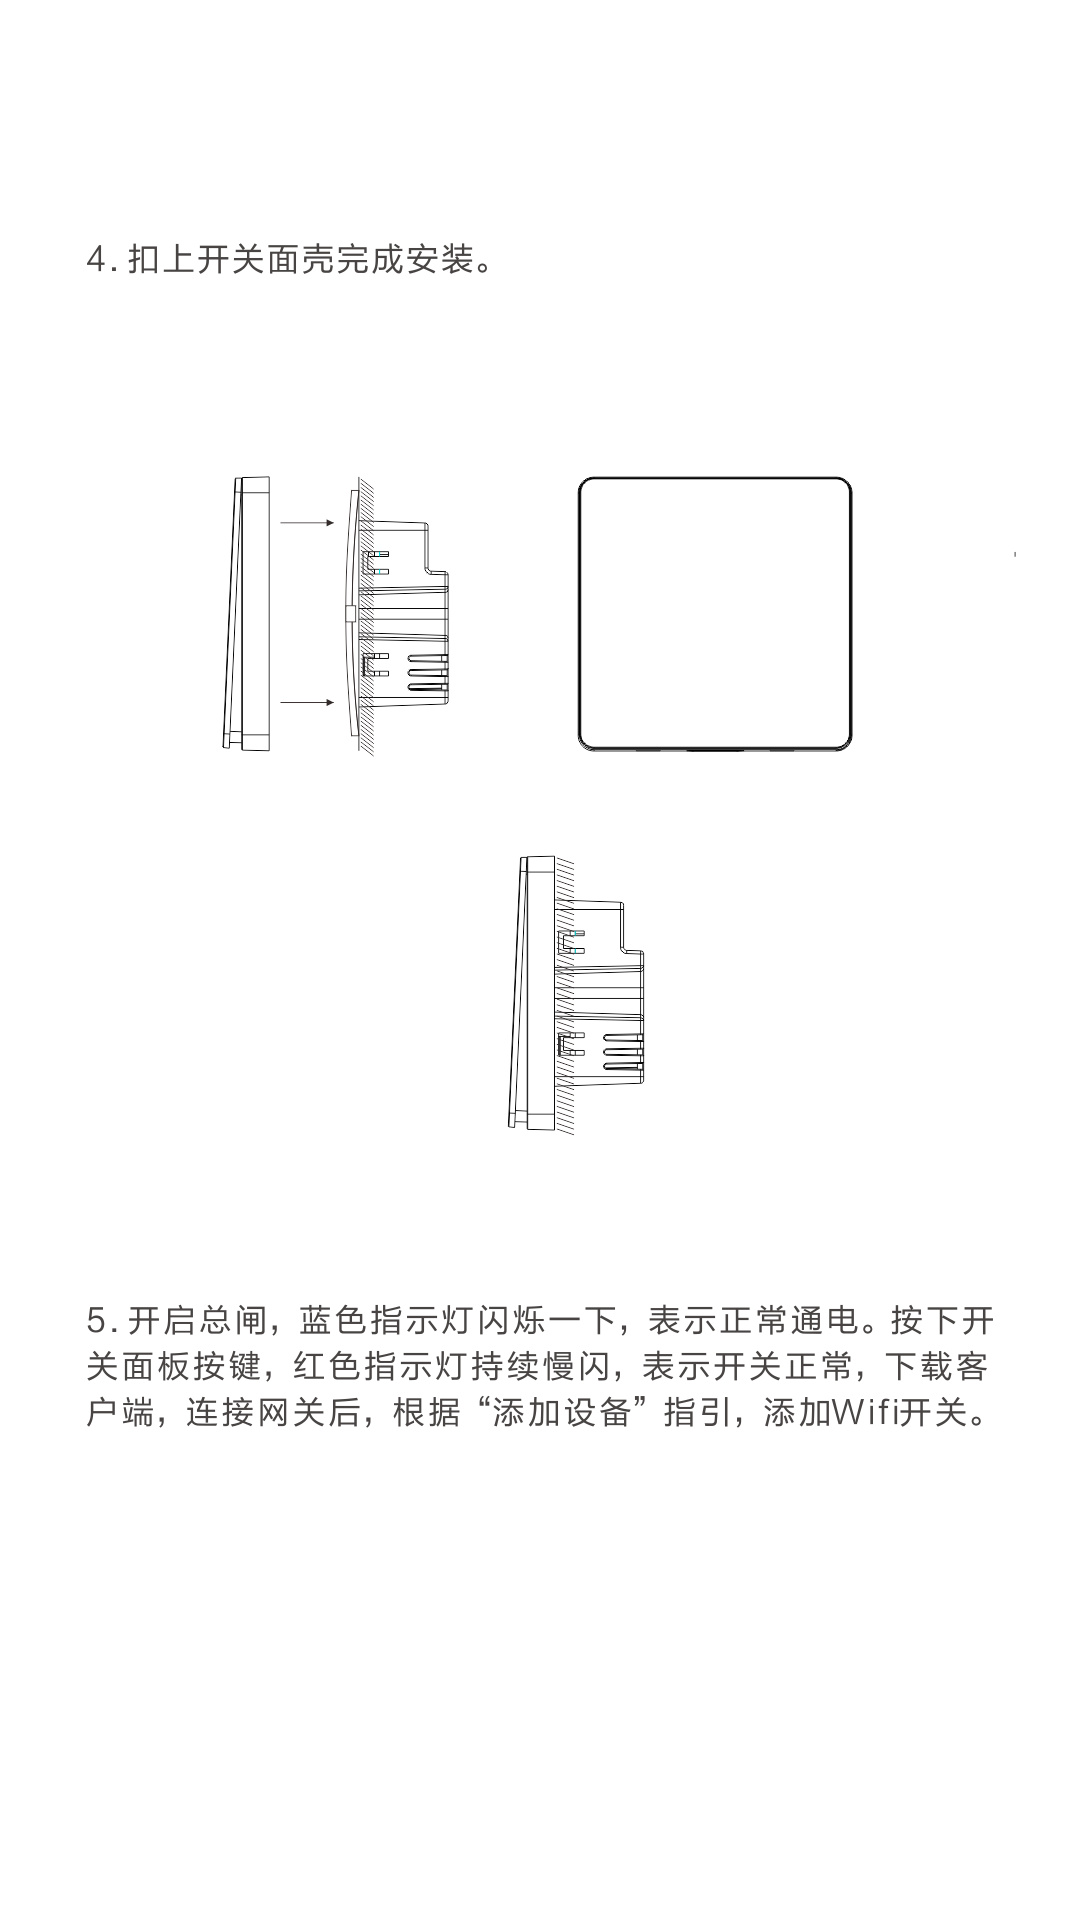 4. 扣上开关面壳完成安装。
5. 开启总闸，蓝色指示灯闪烁一下，表示正常通电。按下开
关面板按键，红色指示灯持续慢闪，表示开关正常，下载客
户端，连接网关后，根据“添加设备”指引，添加Wifi开关。